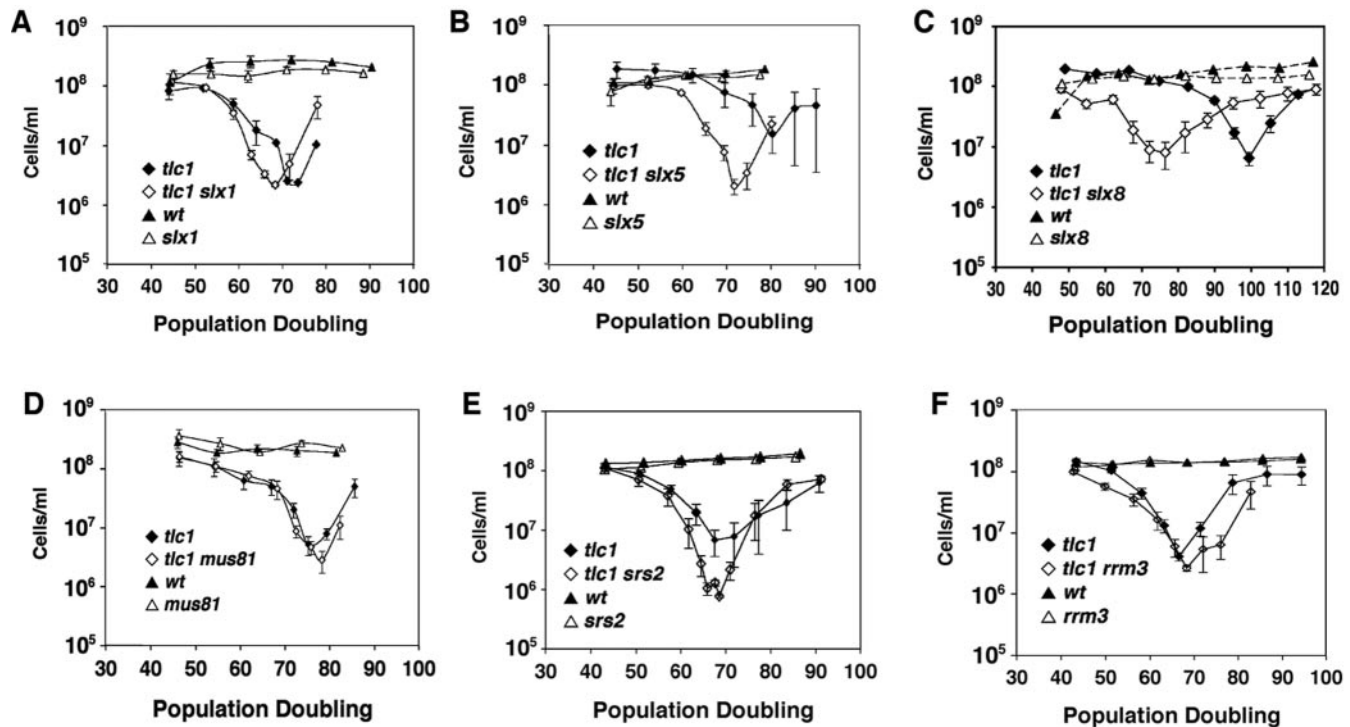 A
10⁹
10⁸
10⁷
10⁶
10⁵
Cells/ml
tlc1
tlc1 slx1
wt
slx1
30 40 50 60 70 80 90 100
Population Doubling
B
10⁹
10⁸
10⁷
10⁶
10⁵
Cells/ml
tlc1
tlc1 slx5
wt
slx5
30 40 50 60 70 80 90 100
Population Doubling
C
10⁹
10⁸
10⁷
10⁶
10⁵
Cells/ml
tlc1
tlc1 slx8
wt
slx8
30 40 50 60 70 80 90 100 110 120
Population Doubling
D
10⁹
10⁸
10⁷
10⁶
10⁵
Cells/ml
tlc1
tlc1 mus81
wt
mus81
30 40 50 60 70 80 90 100
Population Doubling
E
10⁹
10⁸
10⁷
10⁶
10⁵
Cells/ml
tlc1
tlc1 srs2
wt
srs2
30 40 50 60 70 80 90 100
Population Doubling
F
10⁹
10⁸
10⁷
10⁶
10⁵
Cells/ml
tlc1
tlc1 rrm3
wt
rrm3
30 40 50 60 70 80 90 100
Population Doubling